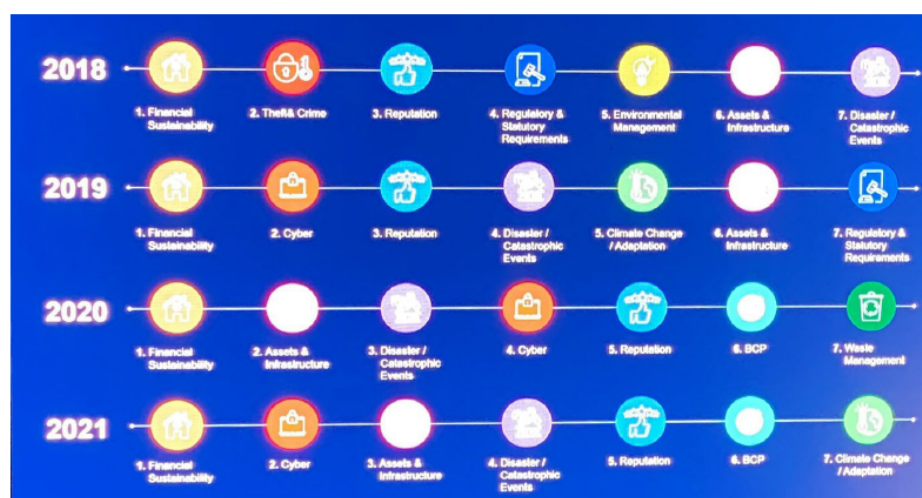 2018
1. Financial
Sustainability
2. Theft& Crime
3. Reputation
4. Regulatory &
Statutory
Requirements
5. Environmental
Management
6. Assets &
Infrastructure
7. Disaster /
Catastrophic
Events
2019
1. Financial
Sustainability
2. Cyber
3. Reputation
4. Disaster /
Catastrophic
Events
5. Climate Change
/ Adaptation
6. Assets &
Infrastructure
7. Regulatory &
Statutory
Requirements
2020
1. Financial
Sustainability
2. Assets &
Infrastructure
3. Disaster /
Catastrophic
Events
4. Cyber
5. Reputation
6. BCP
7. Waste
Management
2021
1. Financial
Sustainability
2. Cyber
3. Assets &
Infrastructure
4. Disaster /
Catastrophic
Events
5. Reputation
6. BCP
7. Climate Change
/ Adaptation